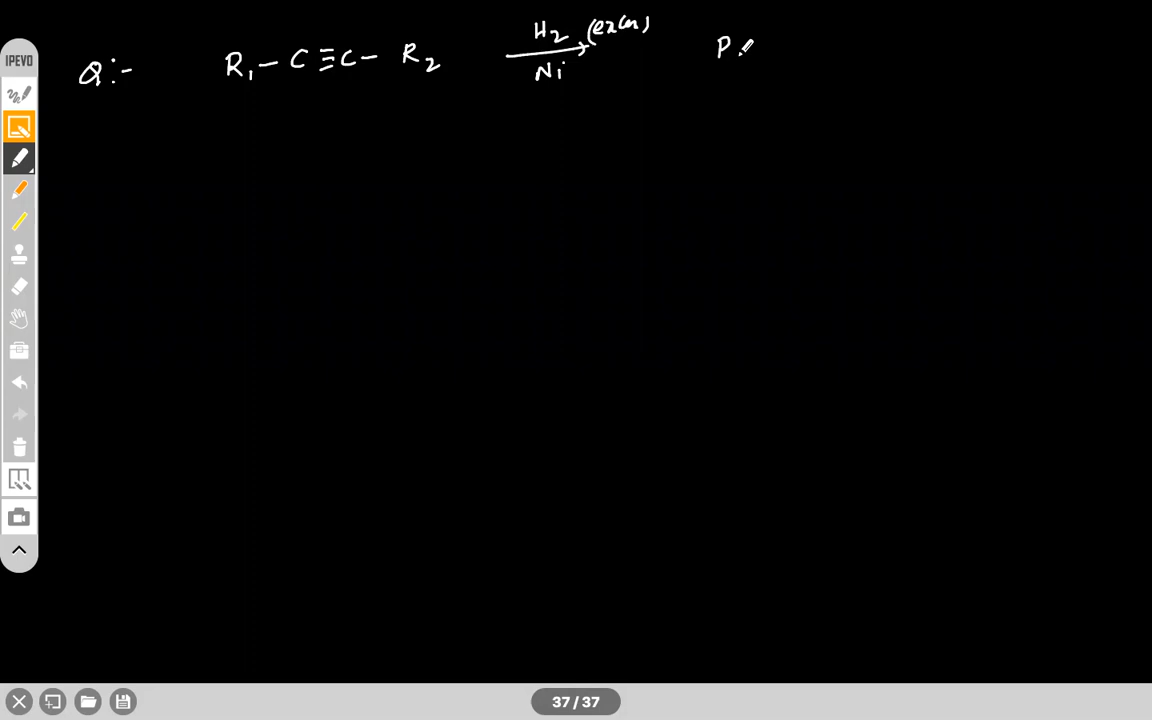 IPEVO
Q:- R₁-C≡C-R₂ H₂ (excess) / Ni → P.
37 / 37